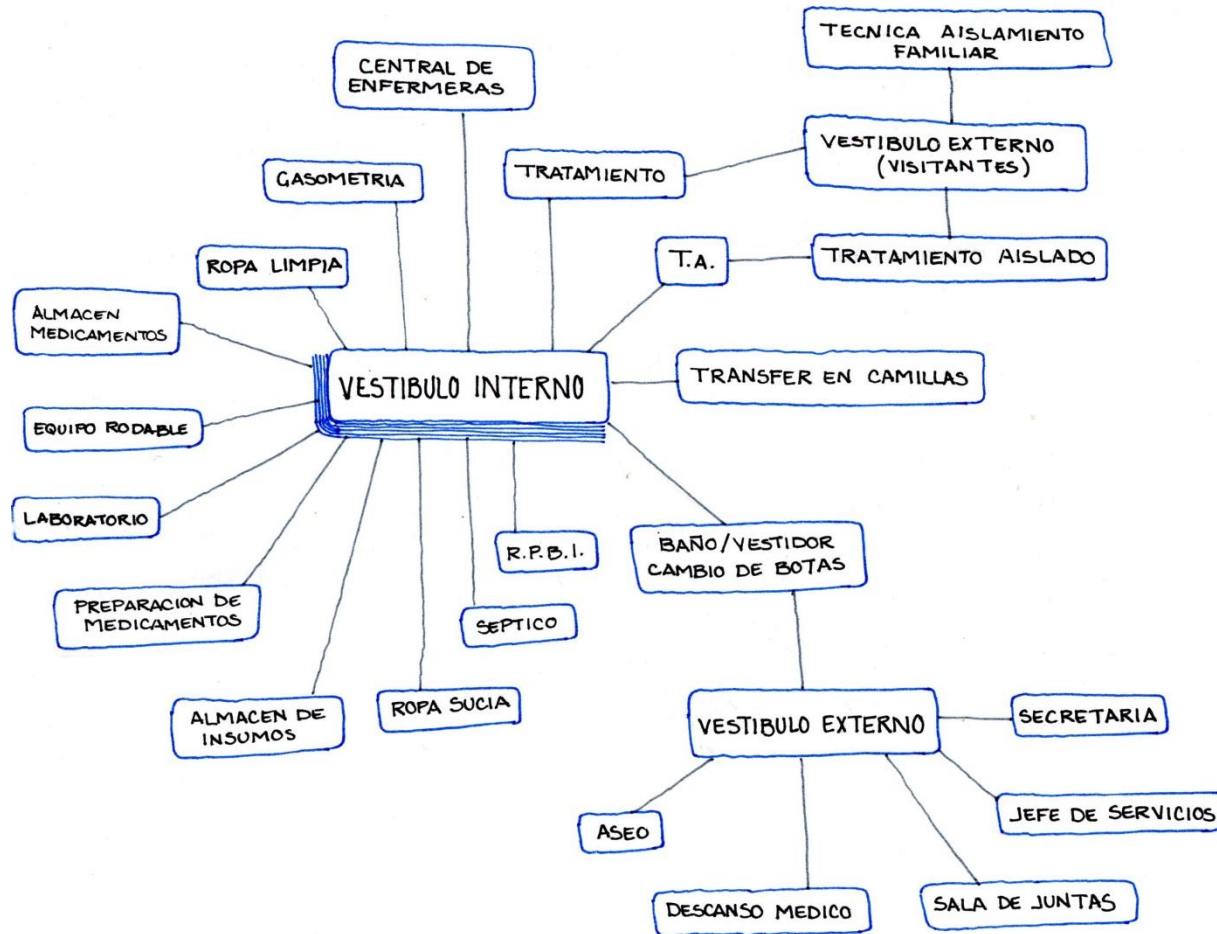 TECNICA AISLAMIENTO
FAMILIAR
CENTRAL DE
ENFERMERAS
VESTIBULO EXTERNO
(VISITANTES)
GASOMETRIA
TRATAMIENTO
ROPA LIMPIA
T.A.
TRATAMIENTO AISLADO
ALMACEN
MEDICAMENTOS
VESTIBULO INTERNO
TRANSFER EN CAMILLAS
EQUIPO RODABLE
LABORATORIO
R.P.B.I.
BAÑO/VESTIDOR
CAMBIO DE BOTAS
PREPARACION DE
MEDICAMENTOS
SEPTICO
ALMACEN DE
INSUMOS
ROPA SUCIA
VESTIBULO EXTERNO
SECRETARIA
JEFE DE SERVICIOS
ASEO
DESCANSO MEDICO
SALA DE JUNTAS